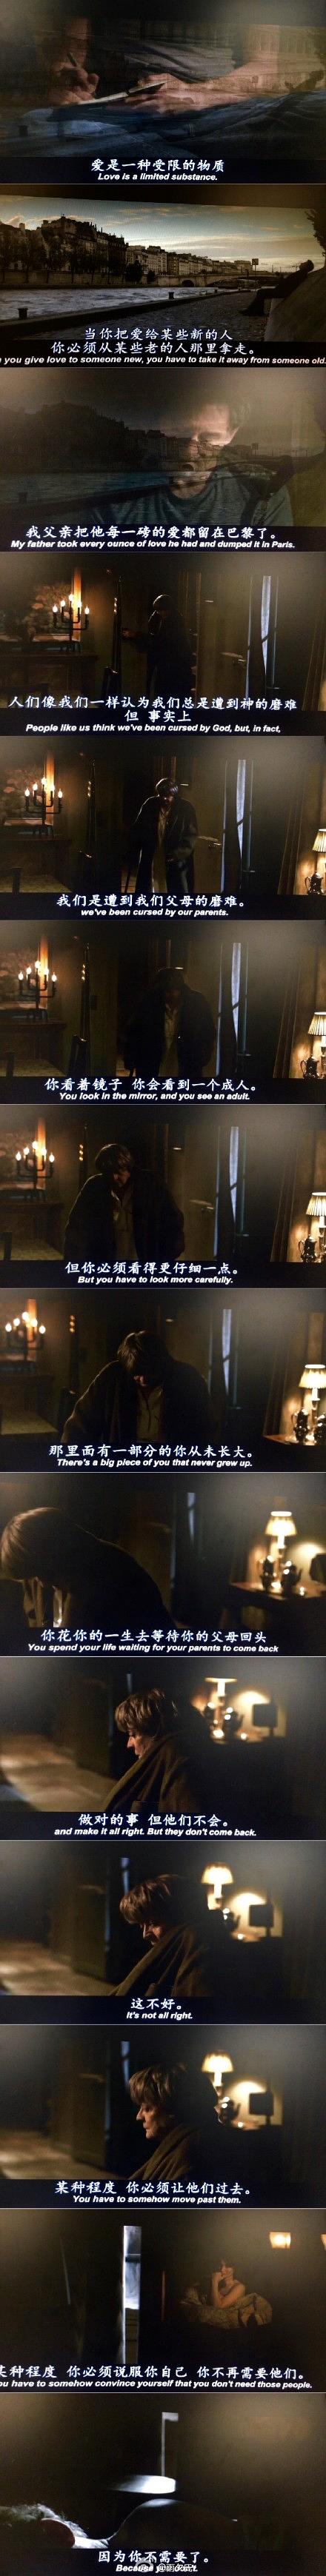 爱是一种受限的物质
Love is a limited substance.
当你把爱给某些新的人
你必须从某些老的人那里拿走。
you give love to someone new, you have to take it away from someone old.
我父亲把他每一磅的爱都留在巴黎了。
My father took every ounce of love he had and dumped it in Paris.
人们像我们一样认为我们总是遭到神的磨难
但 事实上
People like us think we've been cursed by God, but, in fact,
我们是遭到我们父母的磨难。
we've been cursed by our parents.
你看着镜子 你会看到一个成人。
You look in the mirror, and you see an adult.
但你必须看得更仔细一点。
But you have to look more carefully.
那里面有一部分的你从未长大。
There's a big piece of you that never grew up.
你花你的一生去等待你的父母回头
You spend your life waiting for your parents to come back
做对的事 但他们不会。
and make it all right. But they don't come back.
这不好。
It's not all right.
某种程度 你必须让他们过去。
You have to somehow move past them.
某种程度 你必须说服你自己 你不再需要他们。
ou have to somehow convince yourself that you don't need those people.
因为你不需要了。
Because you don't.